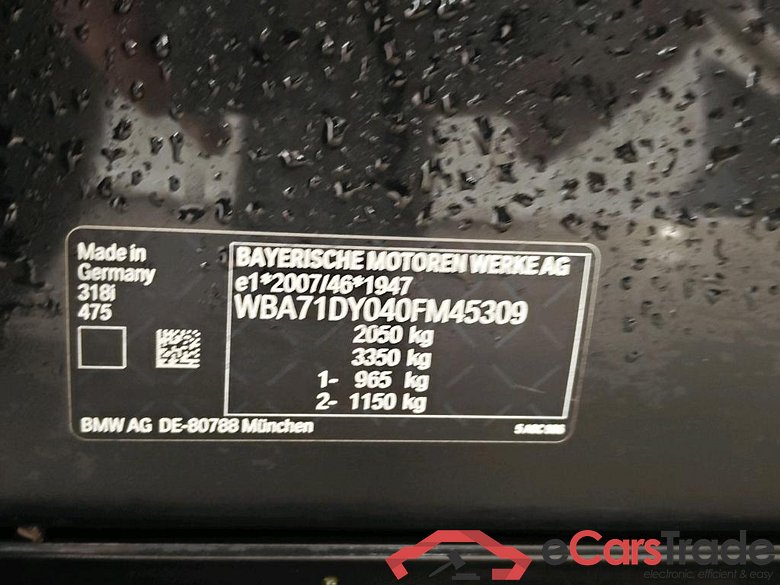 Made in
Germany
318i
475
BAYERISCHE MOTOREN WERKE AG
e1*2007/46*1947
WBA71DY040FM45309
2050 kg
3350 kg
1- 965 kg
2- 1150 kg
BMW AG DE-80788 München
eCarsTrade
electronic, efficient & easy